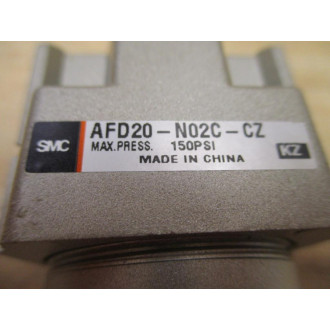 SMC
AFD20-N02C-CZ
MAX.PRESS. 150PSI
MADE IN CHINA
KZ